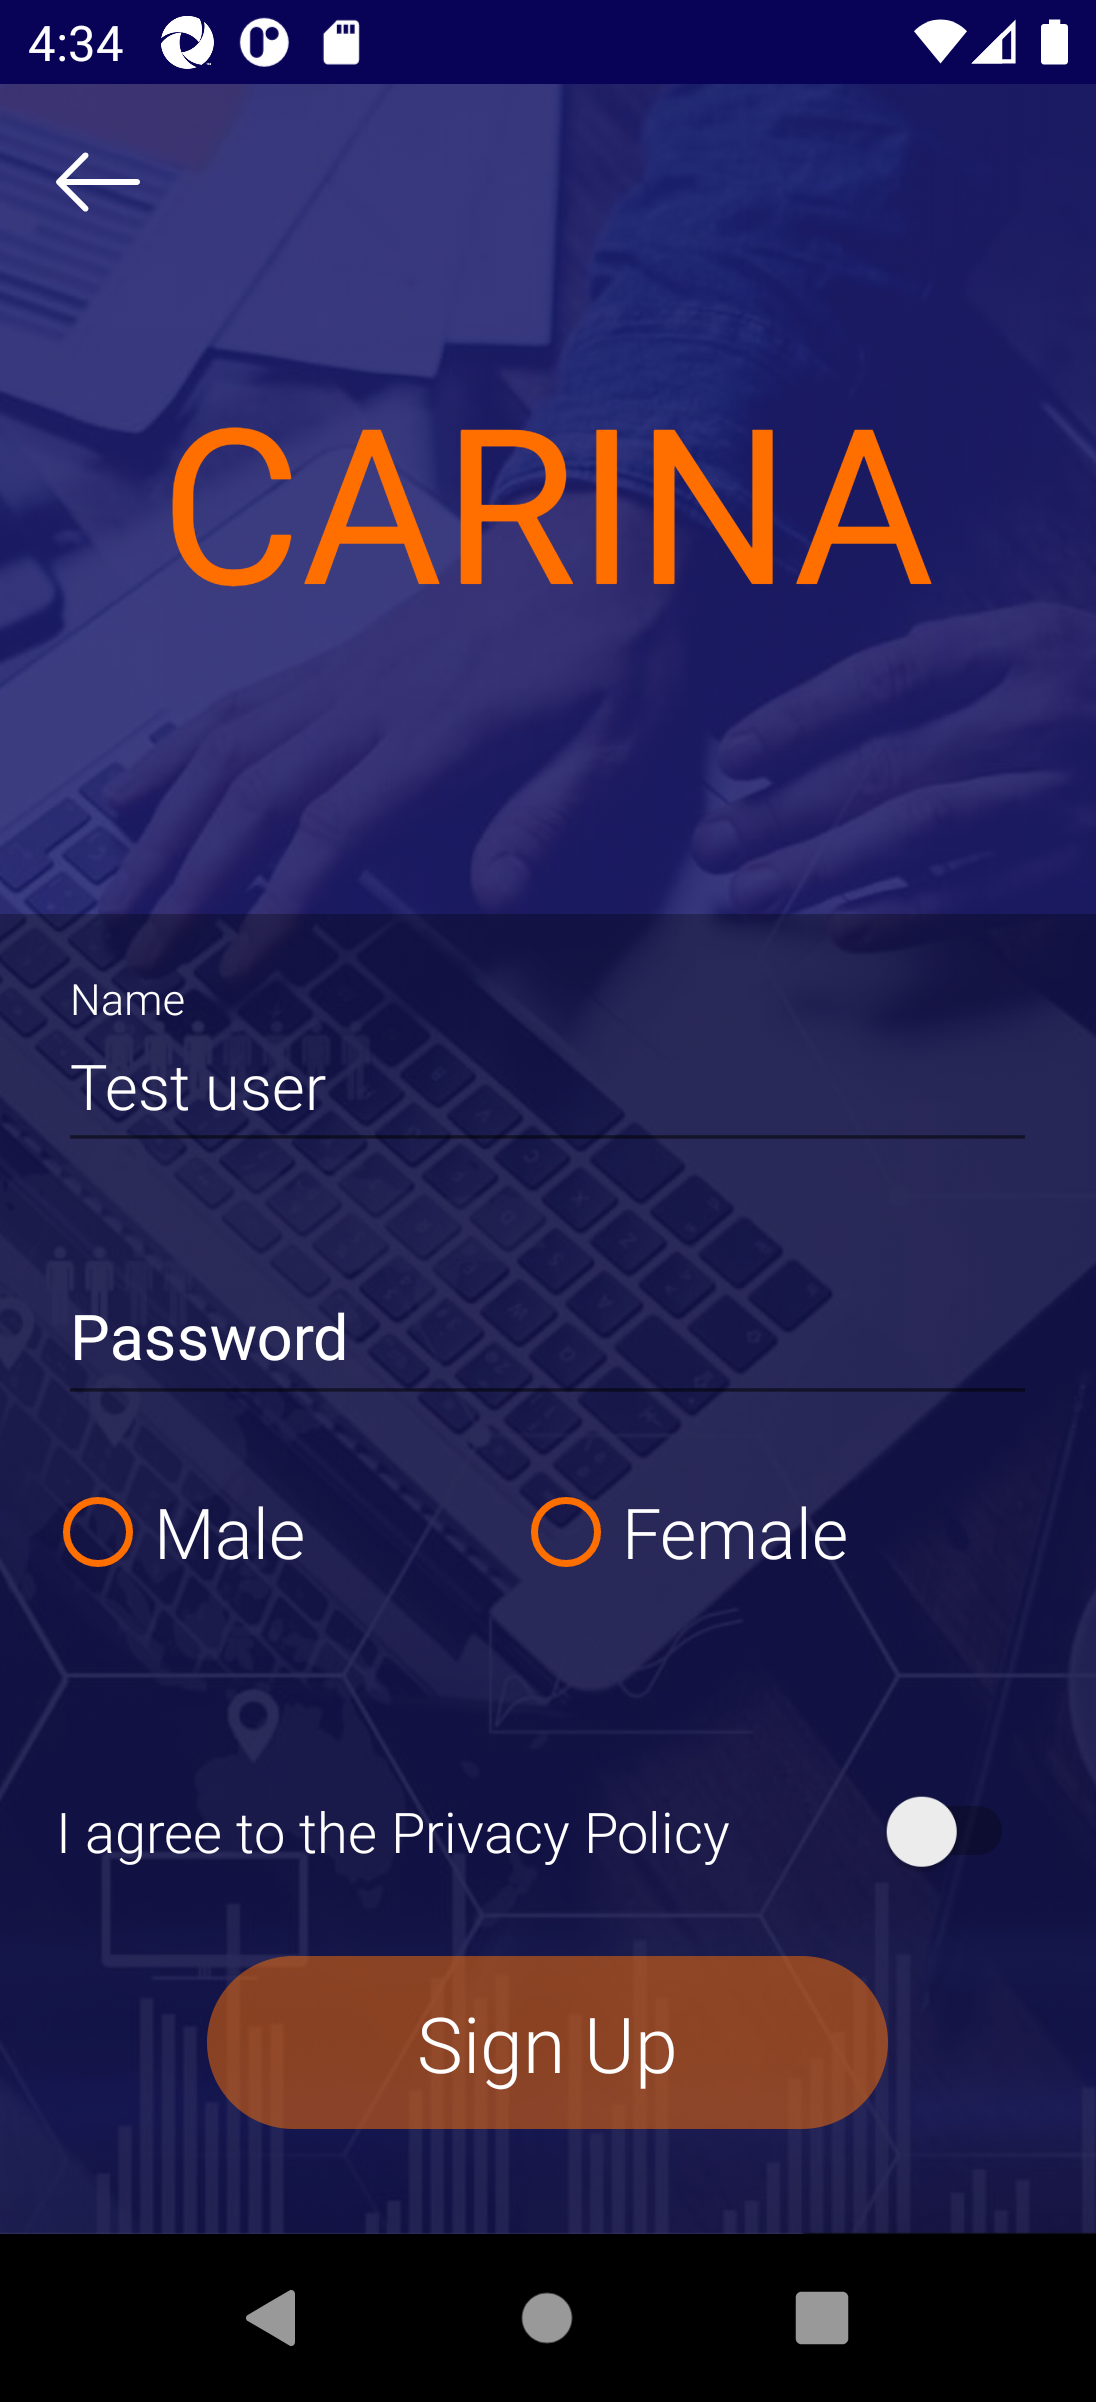 4:34
CARINA
Name
Test user
Password
Male
Female
I agree to the Privacy Policy
Sign Up